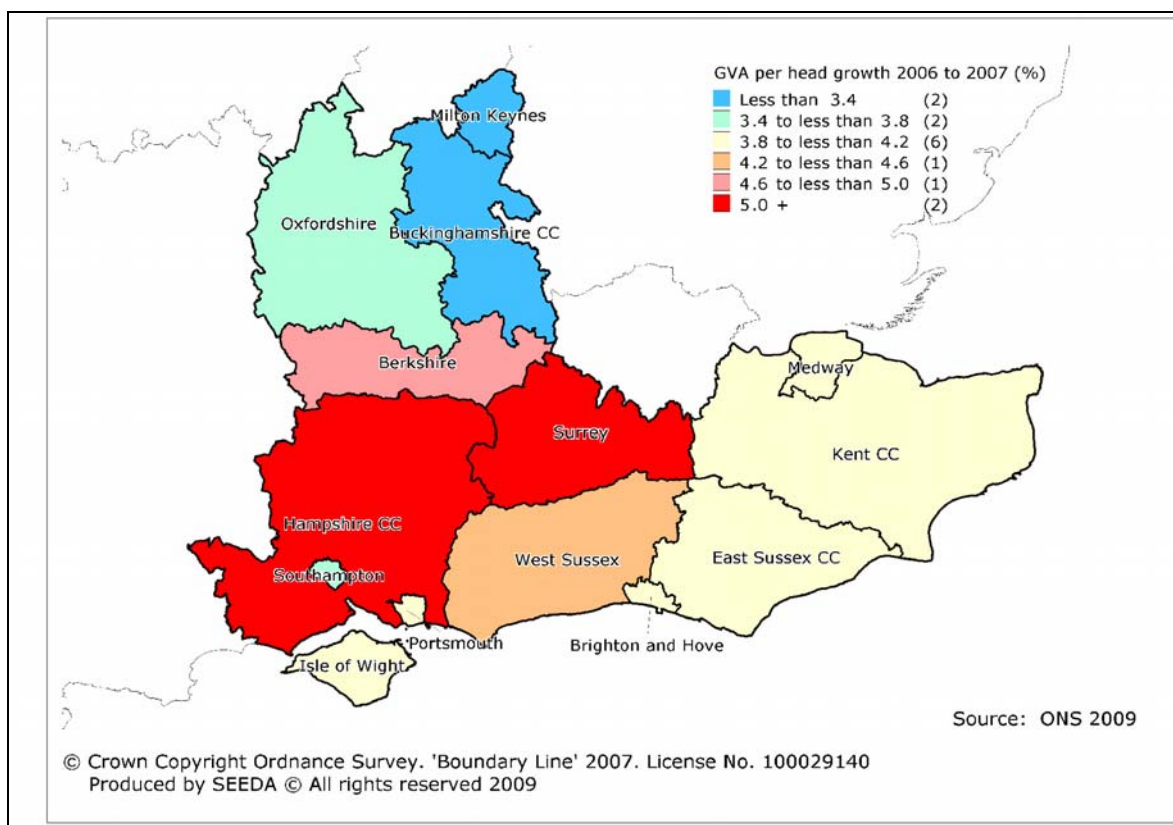 GVA per head growth 2006 to 2007 (%)
Less than 3.4 (2)
3.4 to less than 3.8 (2)
3.8 to less than 4.2 (6)
4.2 to less than 4.6 (1)
4.6 to less than 5.0 (1)
5.0 + (2)
Milton Keynes
Oxfordshire
Buckinghamshire CC
Berkshire
Medway
Surrey
Kent CC
Hampshire CC
West Sussex
East Sussex CC
Southampton
Portsmouth
Brighton and Hove
Isle of Wight
Source: ONS 2009
© Crown Copyright Ordnance Survey. 'Boundary Line' 2007. License No. 100029140
Produced by SEEDA © All rights reserved 2009